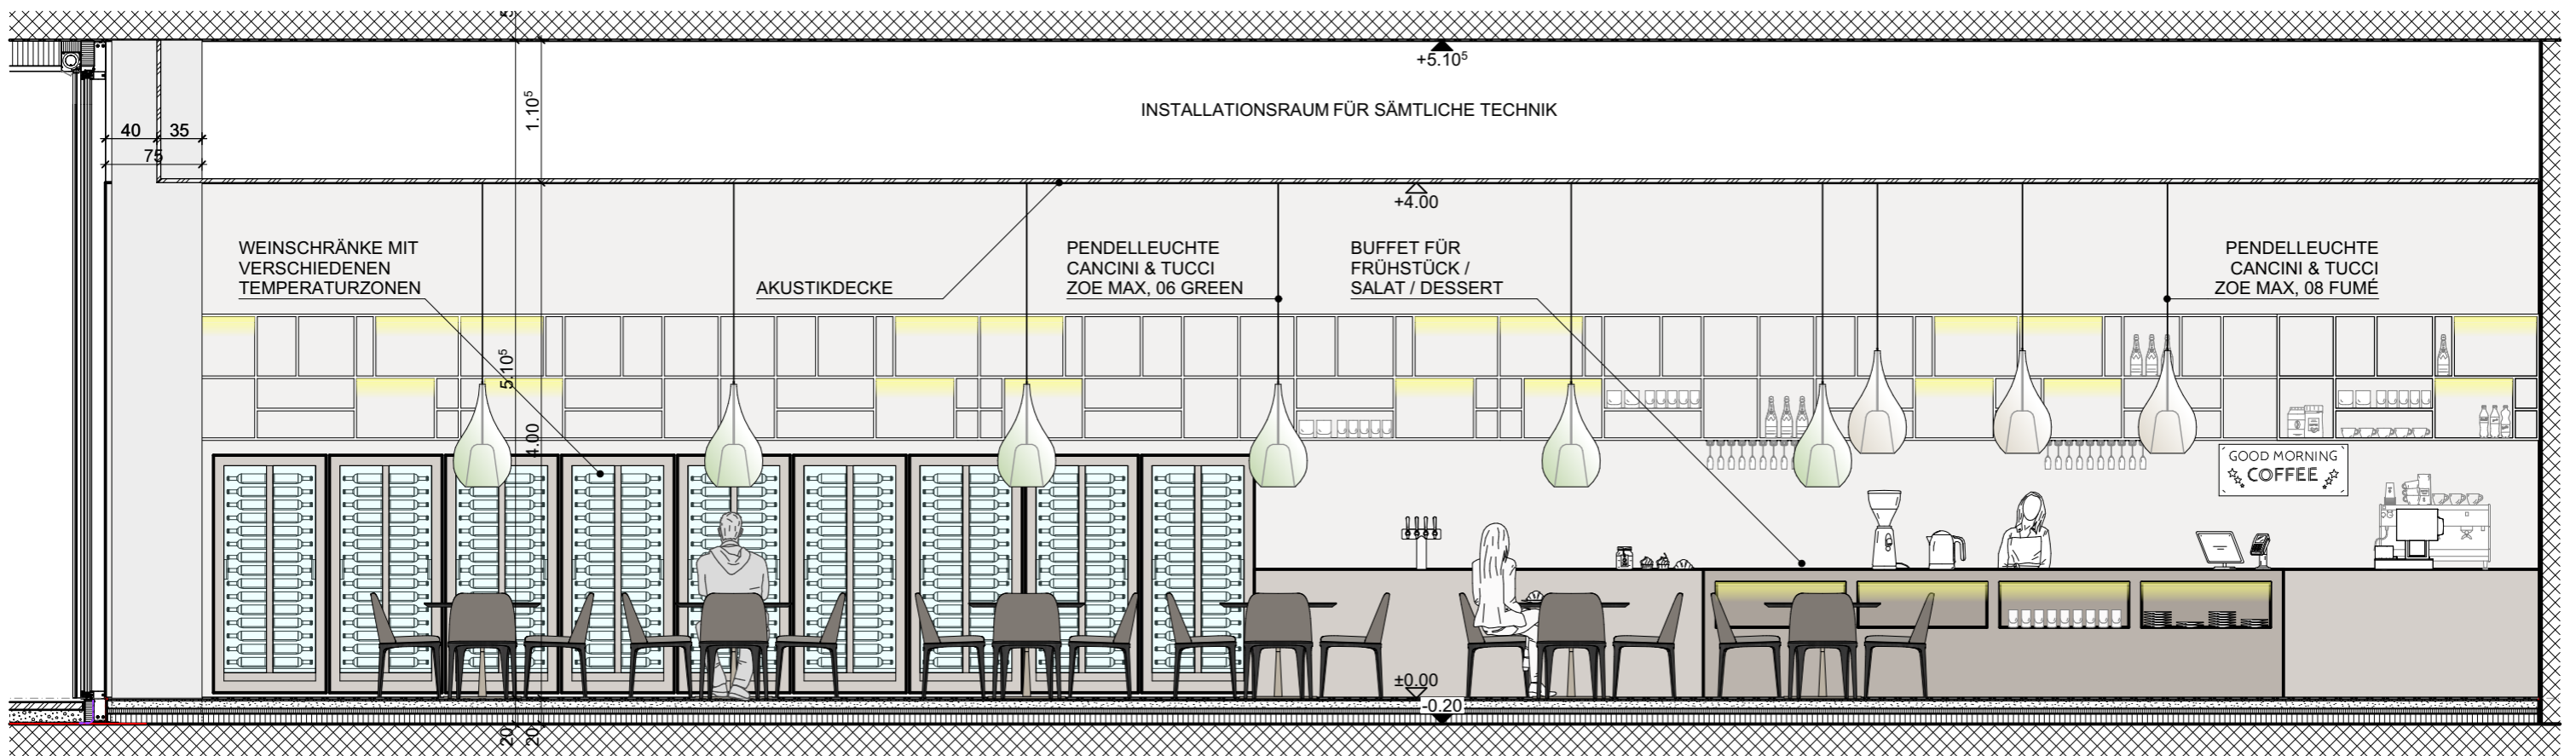 +5.10⁵
INSTALLATIONSRAUM FÜR SÄMTLICHE TECHNIK
1.10⁵
40
35
75
+4.00
WEINSCHRÄNKE MIT
VERSCHIEDENEN
TEMPERATURZONEN
AKUSTIKDECKE
PENDELLEUCHTE
CANCINI & TUCCI
ZOE MAX, 06 GREEN
BUFFET FÜR
FRÜHSTÜCK /
SALAT / DESSERT
PENDELLEUCHTE
CANCINI & TUCCI
ZOE MAX, 08 FUMÉ
5.10⁵
4.00
GOOD MORNING
COFFEE
±0.00
-0.20
20
20